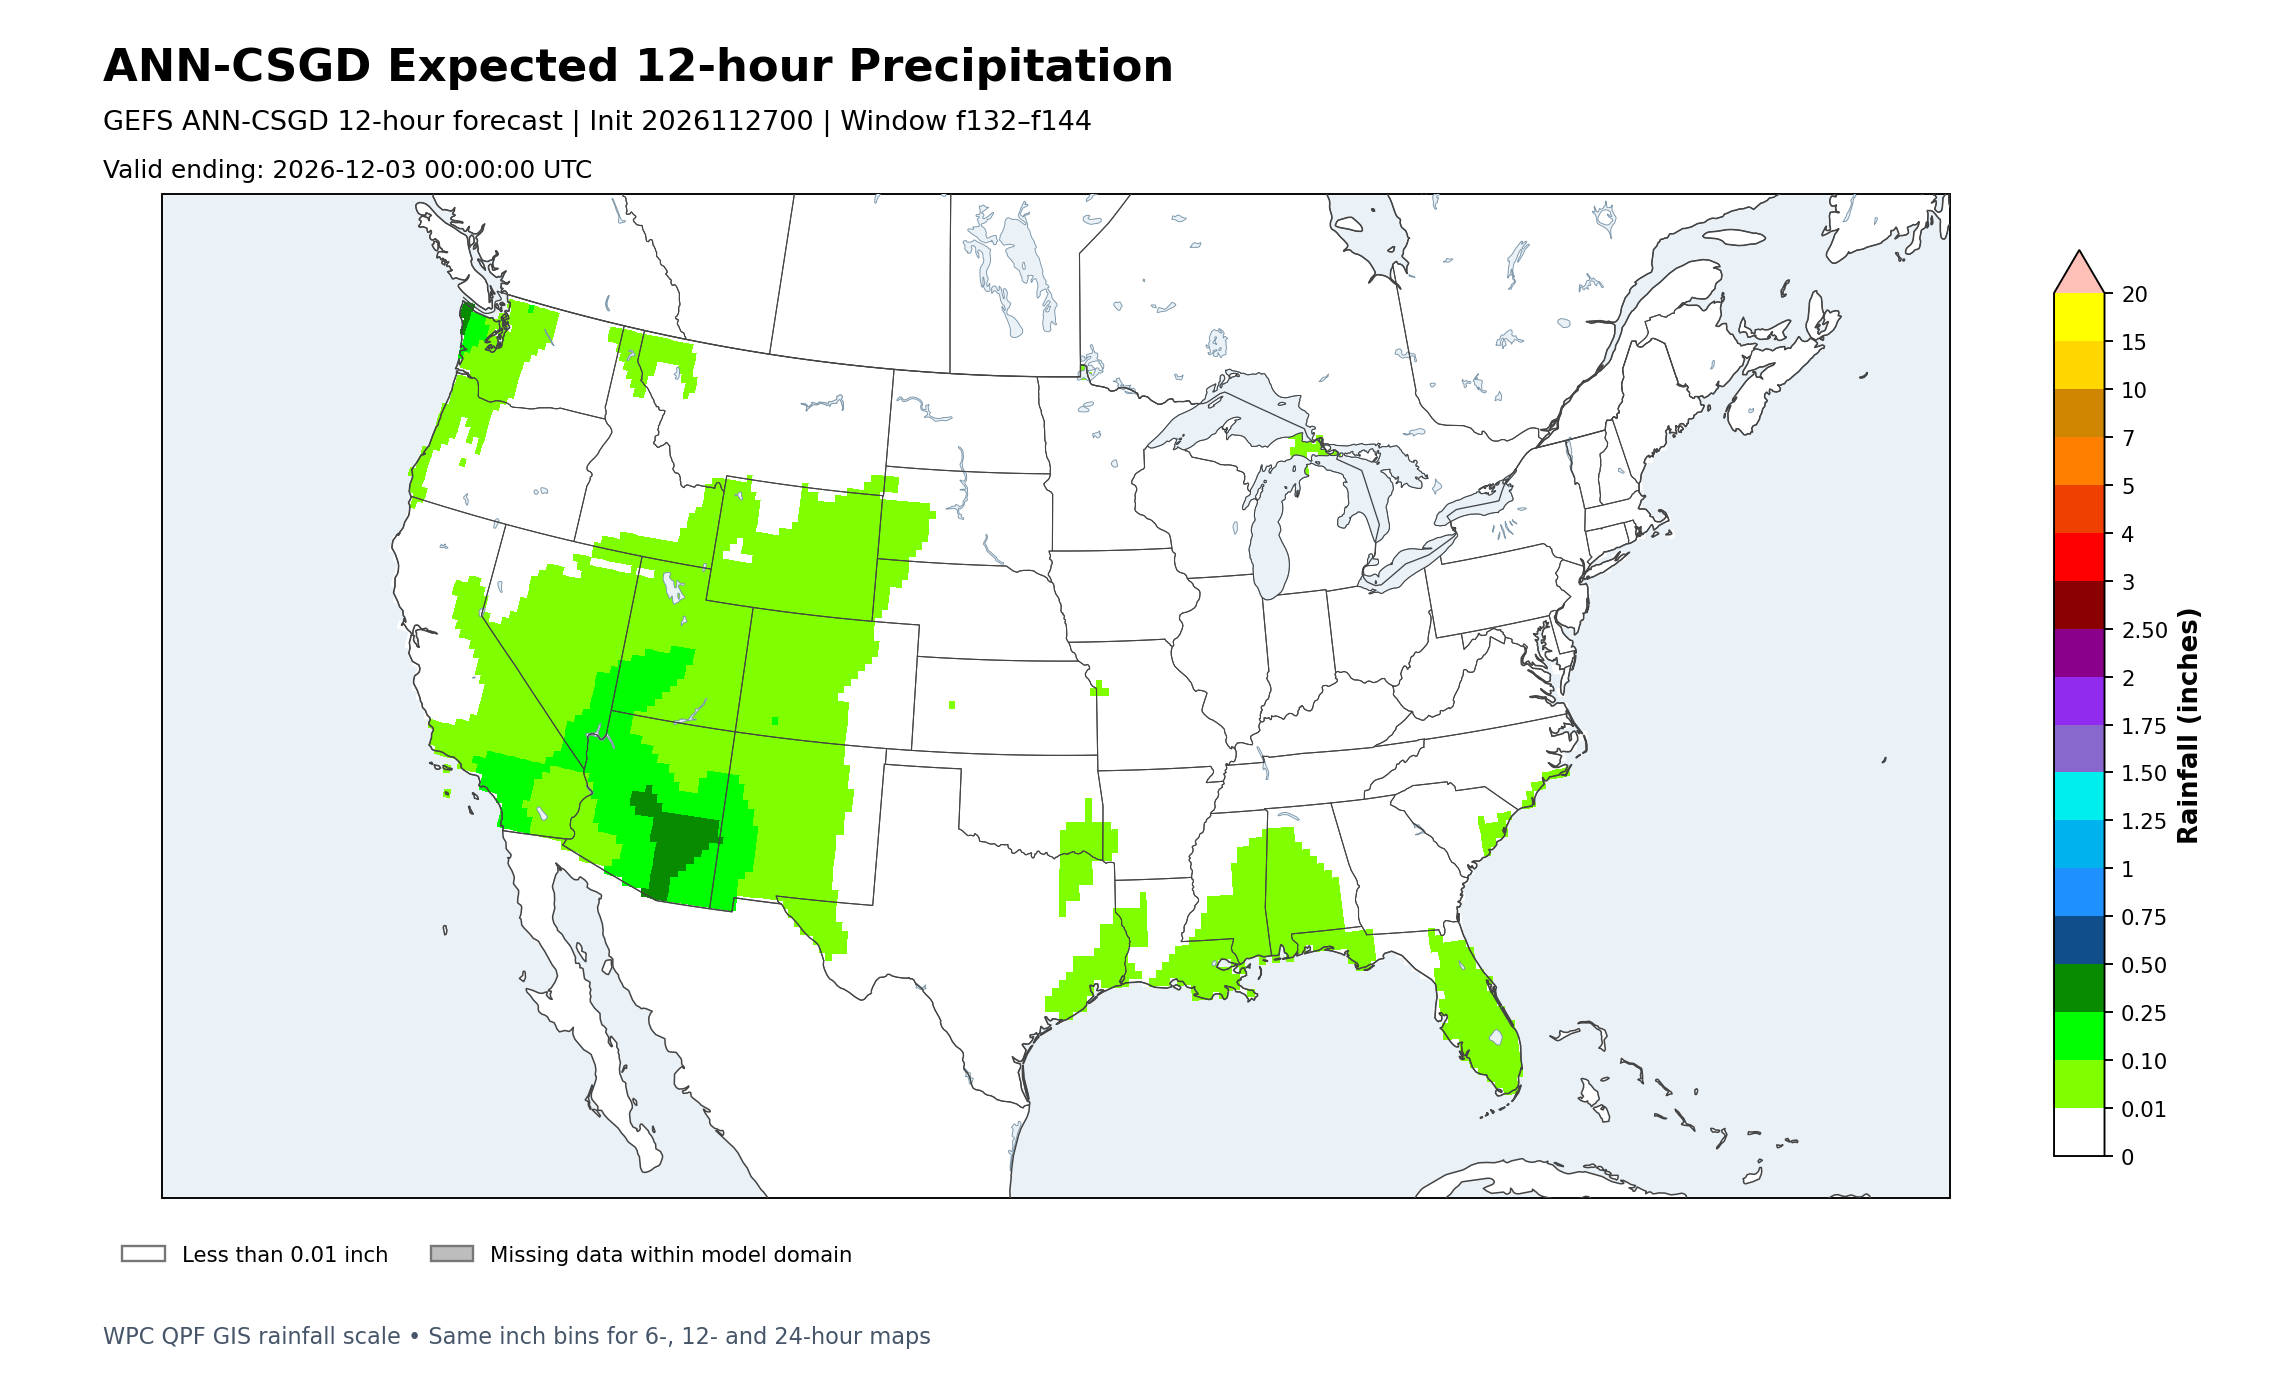 ANN-CSGD Expected 12-hour Precipitation
GEFS ANN-CSGD 12-hour forecast | Init 2026112700 | Window f132–f144
Valid ending: 2026-12-03 00:00:00 UTC
20
15
10
7
5
4
3
2.50
2
1.75
1.50
1.25
1
0.75
0.50
0.25
0.10
0.01
0
Rainfall (inches)
Less than 0.01 inch
Missing data within model domain
WPC QPF GIS rainfall scale • Same inch bins for 6-, 12- and 24-hour maps